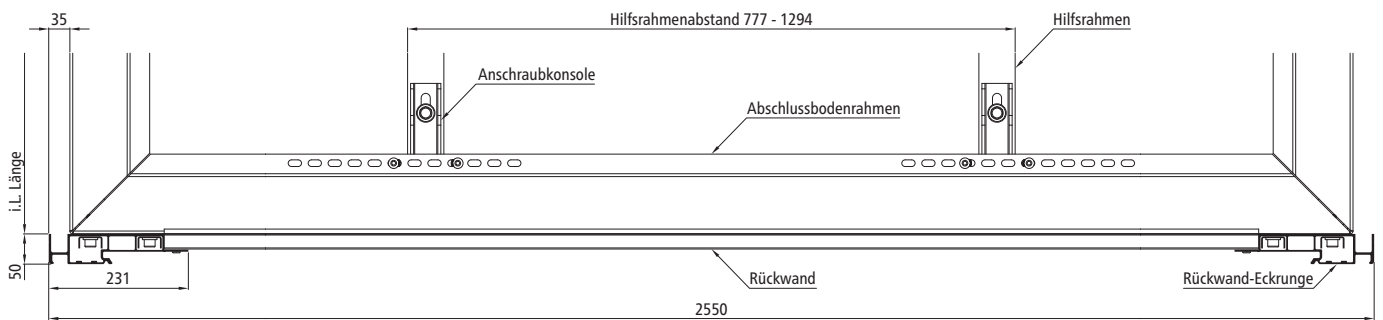 35
Hilfsrahmenabstand 777 - 1294
Hilfsrahmen
Anschraubkonsole
Abschlussbodenrahmen
i.L. Länge
50
231
Rückwand
Rückwand-Eckrunge
2550